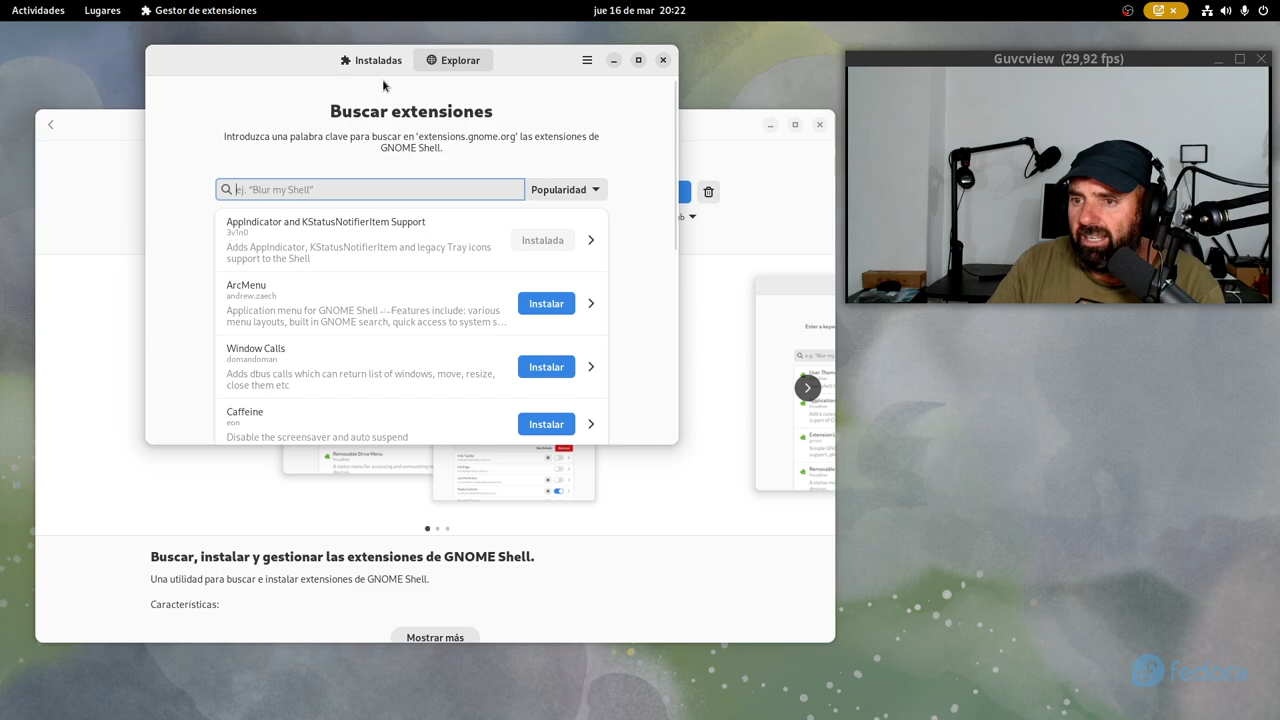 Actividades
Lugares
Gestor de extensiones
jue 16 de mar 20:22
Instaladas
Explorar
Buscar extensiones
Introduzca una palabra clave para buscar en 'extensions.gnome.org' las extensiones de
GNOME Shell.
ej. "Blur my Shell"
Popularidad
AppIndicator and KStatusNotifierItem Support
3v1n0
Adds AppIndicator, KStatusNotifierItem and legacy Tray icons
support to the Shell
Instalada
ArcMenu
andrew.zaech
Application menu for GNOME Shell -·-Features include: various
menu layouts, built in GNOME search, quick access to system s...
Instalar
Window Calls
domandoman
Adds dbus calls which can return list of windows, move, resize,
close them etc
Instalar
Caffeine
eon
Disable the screensaver and auto suspend
Instalar
Removable Drive Menu
Buscar, instalar y gestionar las extensiones de GNOME Shell.
Una utilidad para buscar e instalar extensiones de GNOME Shell.
Características:
Mostrar más
Guvcview (29,92 fps)
fedora